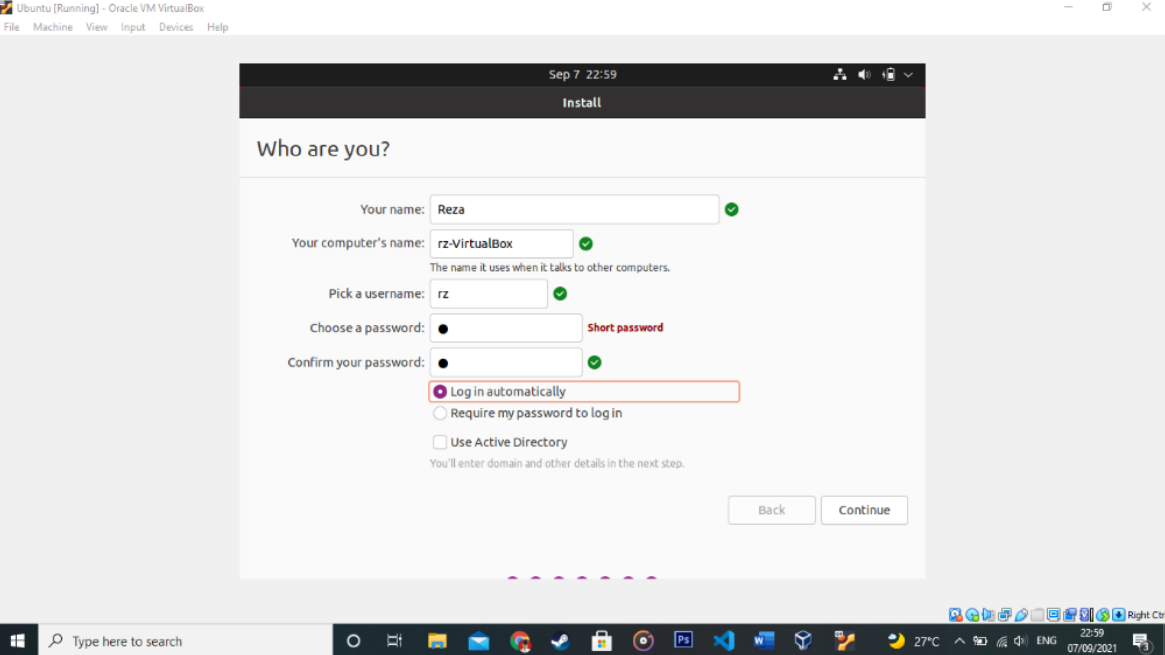 Ubuntu [Running] - Oracle VM VirtualBox
File Machine View Input Devices Help
Sep 7 22:59
Install
Who are you?
Your name: Reza
Your computer's name: rz-VirtualBox
The name it uses when it talks to other computers.
Pick a username: rz
Choose a password: ● Short password
Confirm your password: ●
Log in automatically
Require my password to log in
Use Active Directory
You'll enter domain and other details in the next step.
Back Continue
Right Ctr
Type here to search
Ps
W
27°C
ENG
22:59
07/09/2021
3